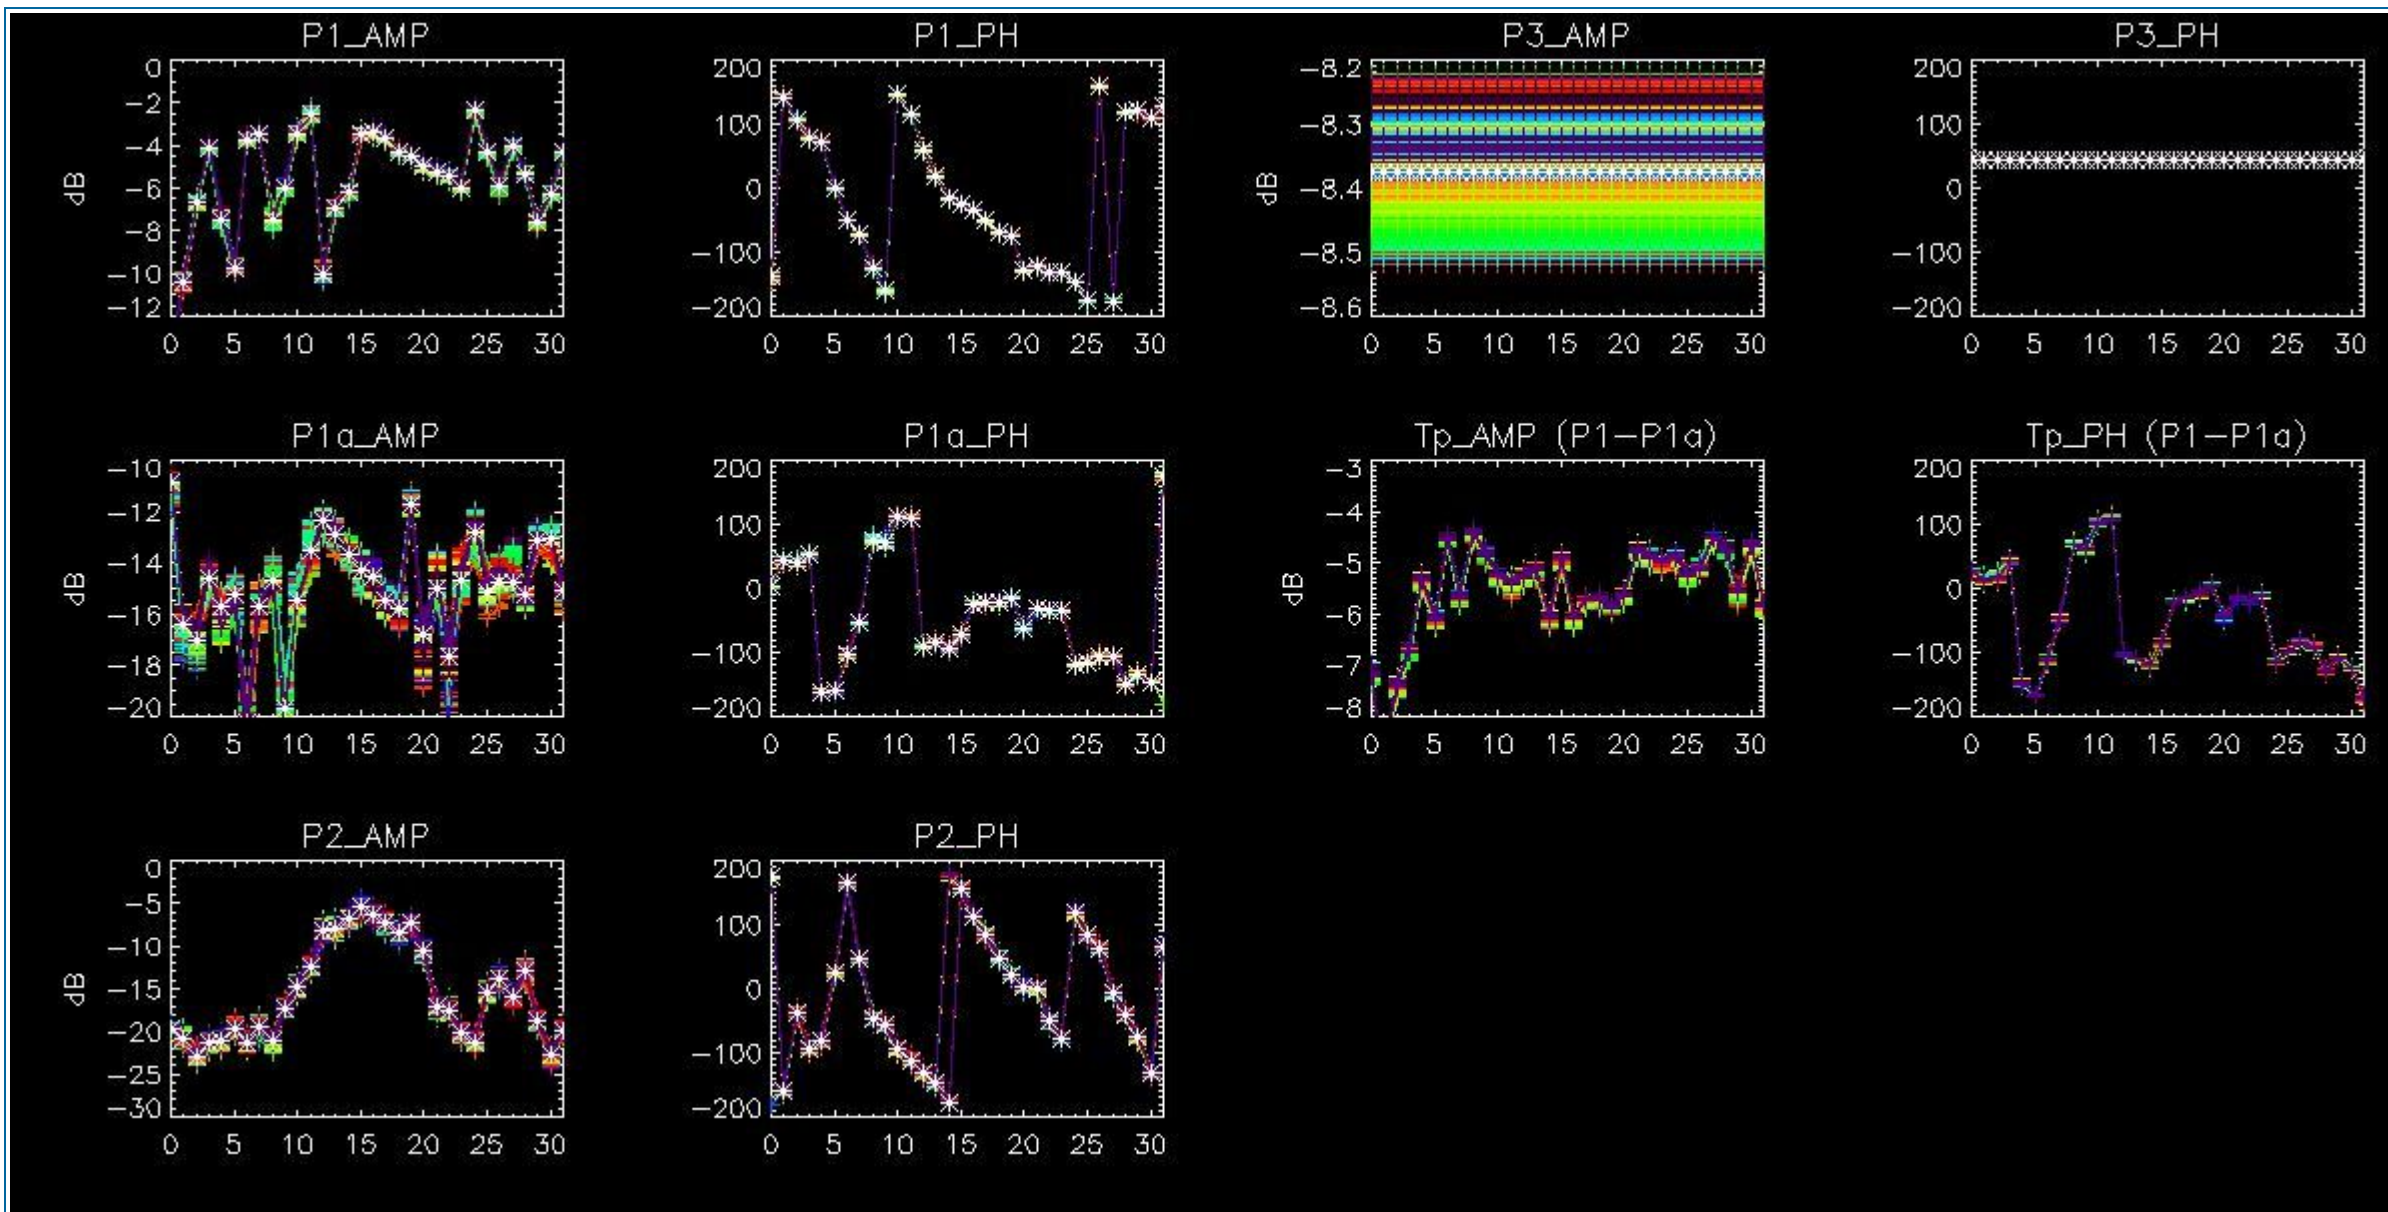 P1_AMP
0
−2
−4
−6
−8
−10
−12
dB
0 5 10 15 20 25 30
P1_PH
200
100
0
−100
−200
0 5 10 15 20 25 30
P3_AMP
−8.2
−8.3
−8.4
−8.5
−8.6
dB
0 5 10 15 20 25 30
P3_PH
200
100
0
−100
−200
0 5 10 15 20 25 30
P1a_AMP
−10
−12
−14
−16
−18
−20
dB
0 5 10 15 20 25 30
P1a_PH
200
100
0
−100
−200
0 5 10 15 20 25 30
Tp_AMP (P1−P1a)
−3
−4
−5
−6
−7
−8
dB
0 5 10 15 20 25 30
Tp_PH (P1−P1a)
200
100
0
−100
−200
0 5 10 15 20 25 30
P2_AMP
0
−5
−10
−15
−20
−25
−30
dB
0 5 10 15 20 25 30
P2_PH
200
100
0
−100
−200
0 5 10 15 20 25 30